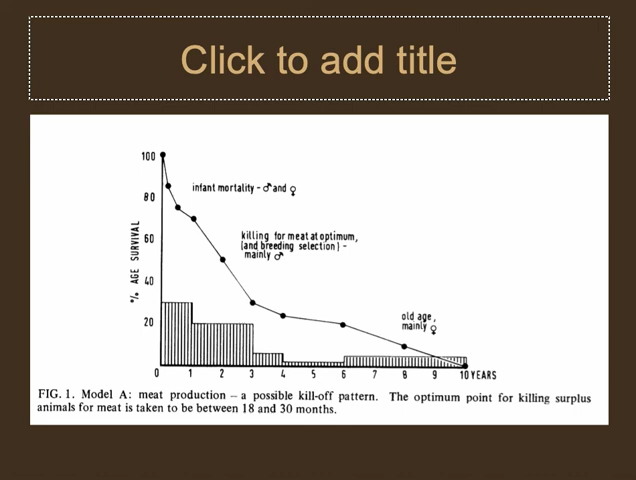 Click to add title
100
infant mortality - ♂ and ♀
80
killing for meat at optimum,
(and breeding selection) -
mainly ♂
60
% AGE SURVIVAL
40
old age,
mainly ♀
20
0 1 2 3 4 5 6 7 8 9 10 YEARS
FIG. 1. Model A: meat production – a possible kill-off pattern. The optimum point for killing surplus
animals for meat is taken to be between 18 and 30 months.